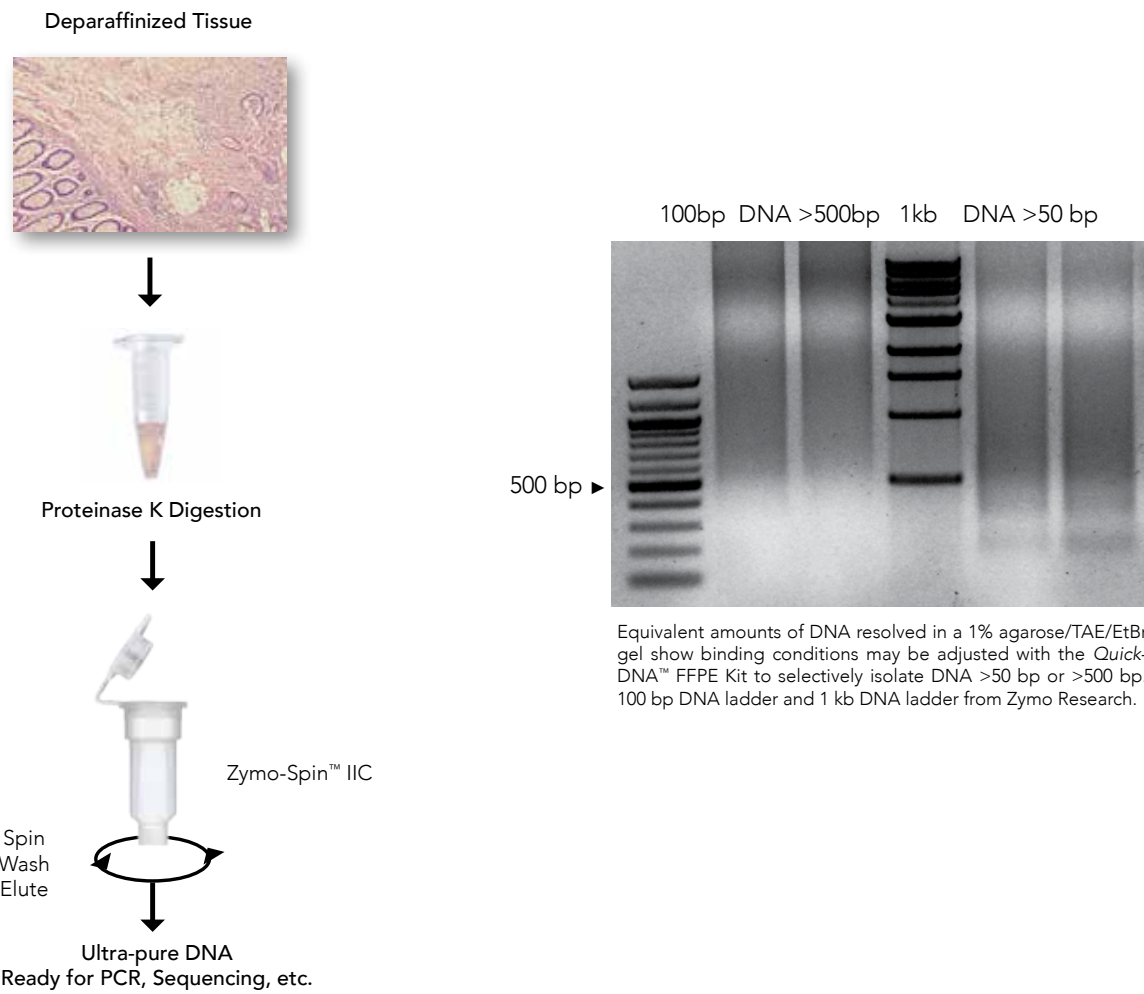 Deparaffinized Tissue
Proteinase K Digestion
Zymo-Spin™ IIC
Spin
Wash
Elute
Ultra-pure DNA
Ready for PCR, Sequencing, etc.
100bp DNA >500bp 1kb DNA >50 bp
500 bp ►
Equivalent amounts of DNA resolved in a 1% agarose/TAE/EtBr
gel show binding conditions may be adjusted with the Quick-
DNA™ FFPE Kit to selectively isolate DNA >50 bp or >500 bp.
100 bp DNA ladder and 1 kb DNA ladder from Zymo Research.